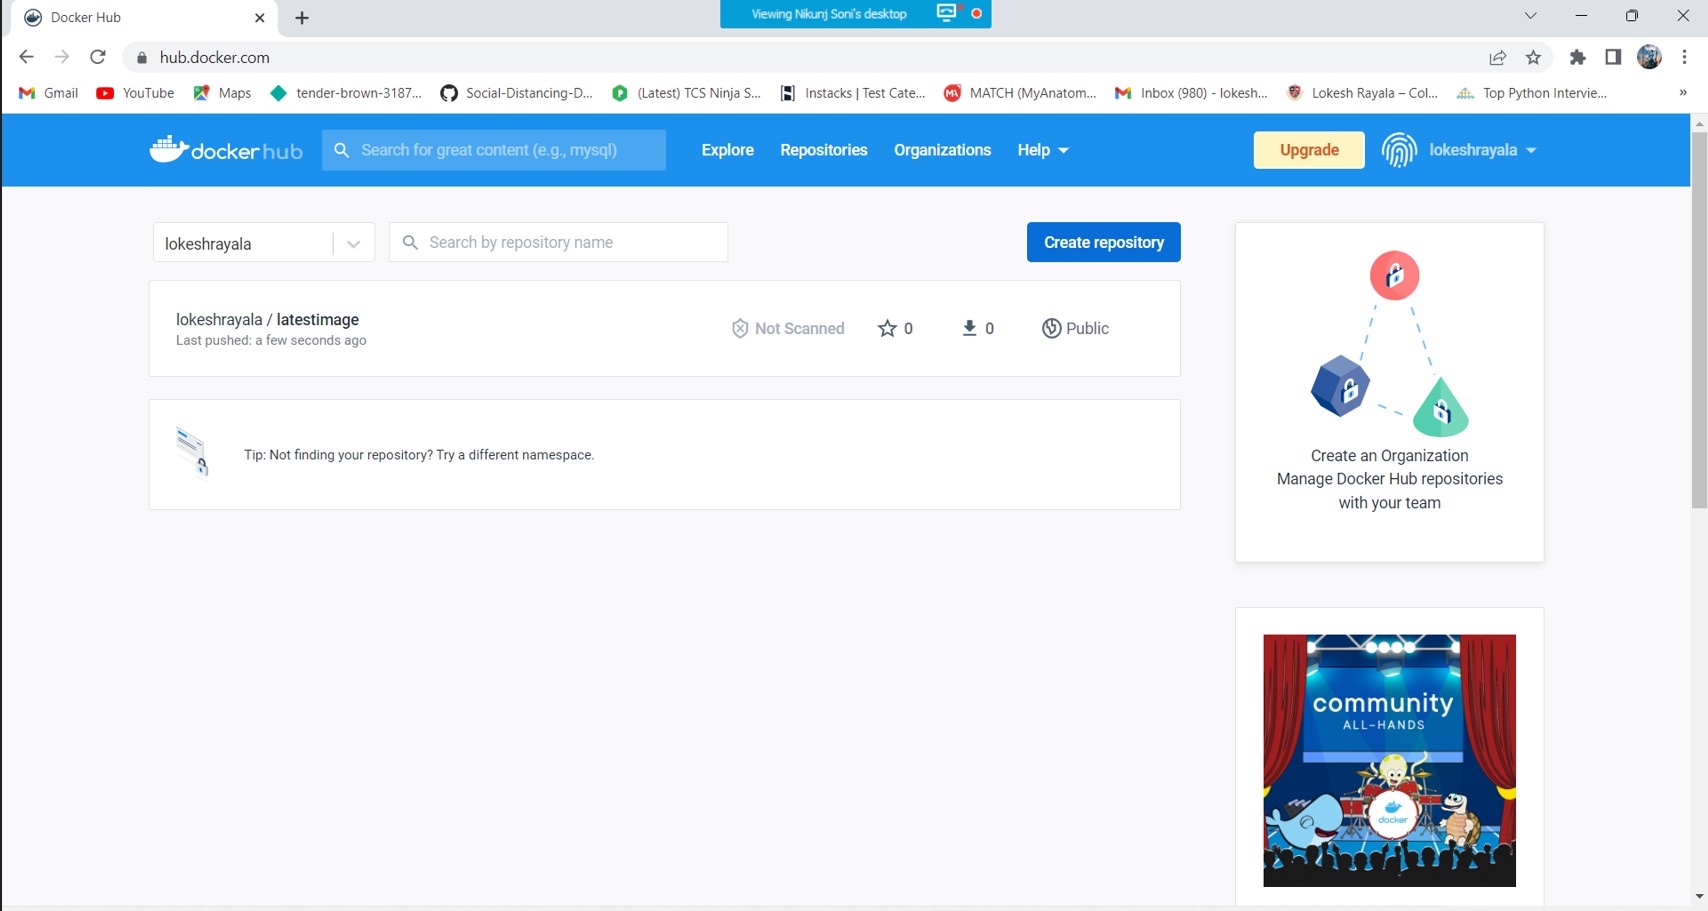 Docker Hub
Viewing Nikunj Soni's desktop
hub.docker.com
Gmail
YouTube
Maps
tender-brown-3187...
Social-Distancing-D...
(Latest) TCS Ninja S...
Instacks | Test Cate...
MATCH (MyAnatom...
Inbox (980) - lokesh...
Lokesh Rayala – Col...
Top Python Intervie...
»
docker hub
Search for great content (e.g., mysql)
Explore
Repositories
Organizations
Help
Upgrade
lokeshrayala
lokeshrayala
Search by repository name
Create repository
lokeshrayala / latestimage
Last pushed: a few seconds ago
Not Scanned
0
0
Public
Tip: Not finding your repository? Try a different namespace.
Create an Organization
Manage Docker Hub repositories
with your team
community
ALL-HANDS
docker